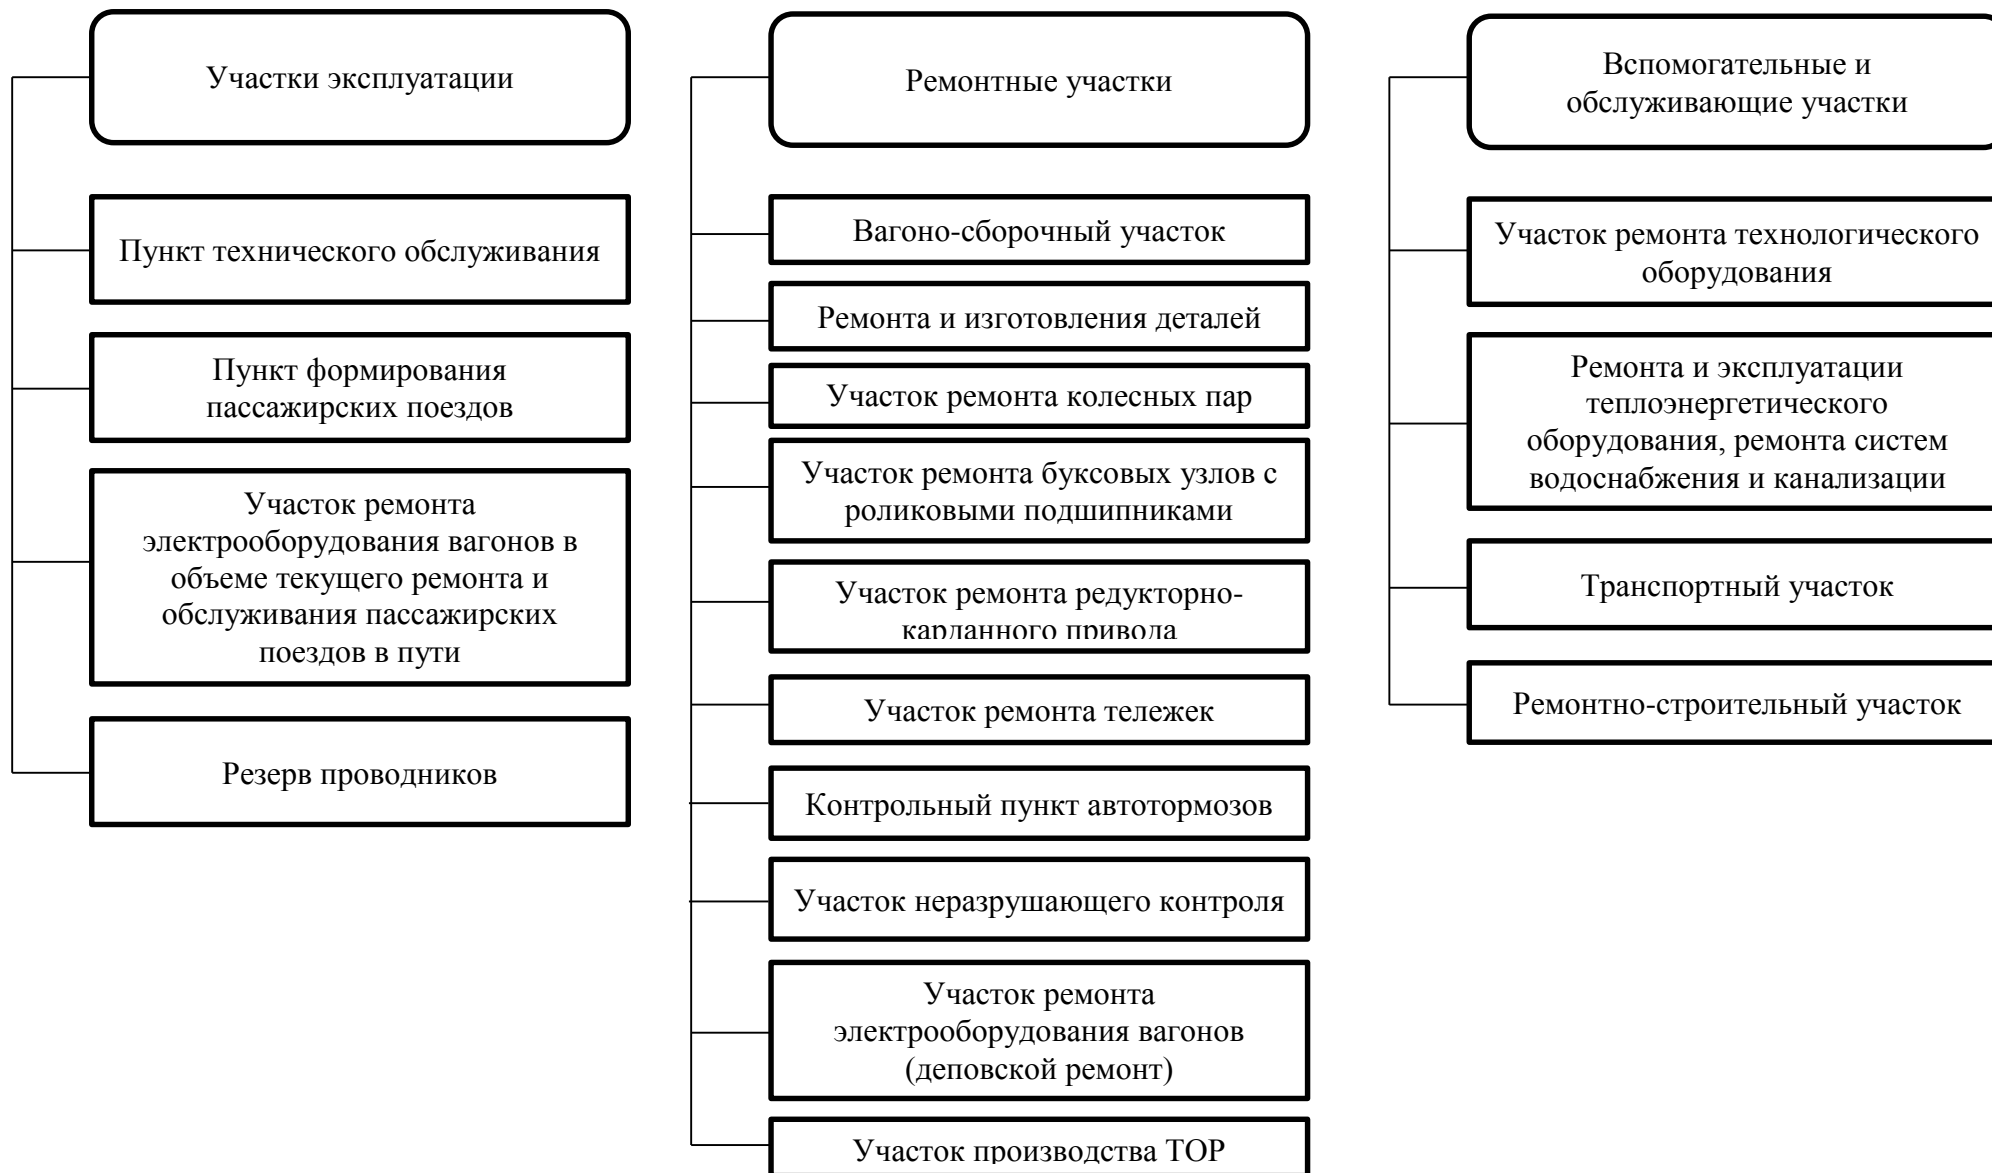 Участки эксплуатации
Пункт технического обслуживания
Пункт формирования
пассажирских поездов
Участок ремонта
электрооборудования вагонов в
объеме текущего ремонта и
обслуживания пассажирских
поездов в пути
Резерв проводников
Ремонтные участки
Вагоно-сборочный участок
Ремонта и изготовления деталей
Участок ремонта колесных пар
Участок ремонта буксовых узлов с
роликовыми подшипниками
Участок ремонта редукторно-
карданного привода
Участок ремонта тележек
Контрольный пункт автотормозов
Участок неразрушающего контроля
Участок ремонта
электрооборудования вагонов
(деповской ремонт)
Участок производства ТОР
Вспомогательные и
обслуживающие участки
Участок ремонта технологического
оборудования
Ремонта и эксплуатации
теплоэнергетического
оборудования, ремонта систем
водоснабжения и канализации
Транспортный участок
Ремонтно-строительный участок